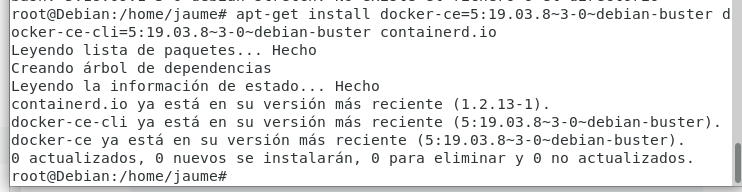 root@Debian:/home/jaume# apt-get install docker-ce=5:19.03.8~3-0~debian-buster d
ocker-ce-cli=5:19.03.8~3-0~debian-buster containerd.io
Leyendo lista de paquetes... Hecho
Creando árbol de dependencias
Leyendo la información de estado... Hecho
containerd.io ya está en su versión más reciente (1.2.13-1).
docker-ce-cli ya está en su versión más reciente (5:19.03.8~3-0~debian-buster).
docker-ce ya está en su versión más reciente (5:19.03.8~3-0~debian-buster).
0 actualizados, 0 nuevos se instalarán, 0 para eliminar y 0 no actualizados.
root@Debian:/home/jaume#